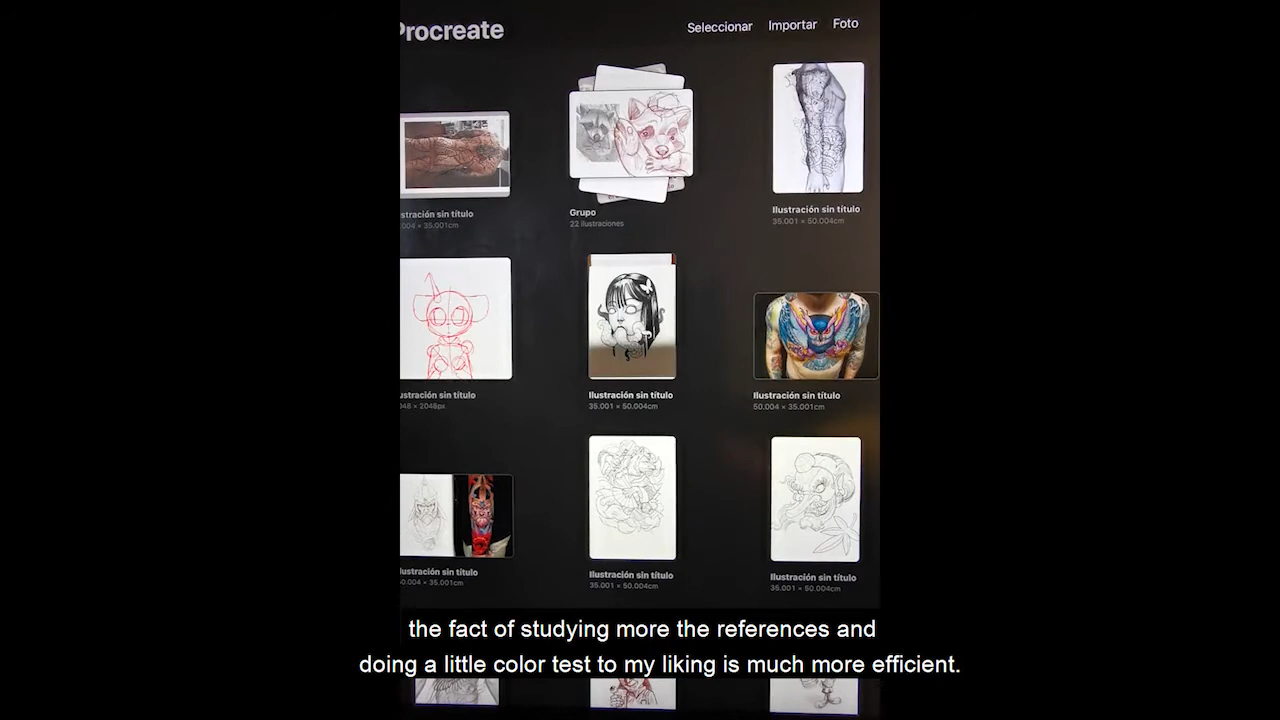 Procreate
Seleccionar Importar Foto
Ilustración sin título
35.001 × 50.004cm
Grupo
22 ilustraciones
Ilustración sin título
35.001 × 50.004cm
Ilustración sin título
50.004 × 35.001cm
Ilustración sin título
35.001 × 50.004cm
Ilustración sin título
35.001 × 50.004cm
the fact of studying more the references and
doing a little color test to my liking is much more efficient.